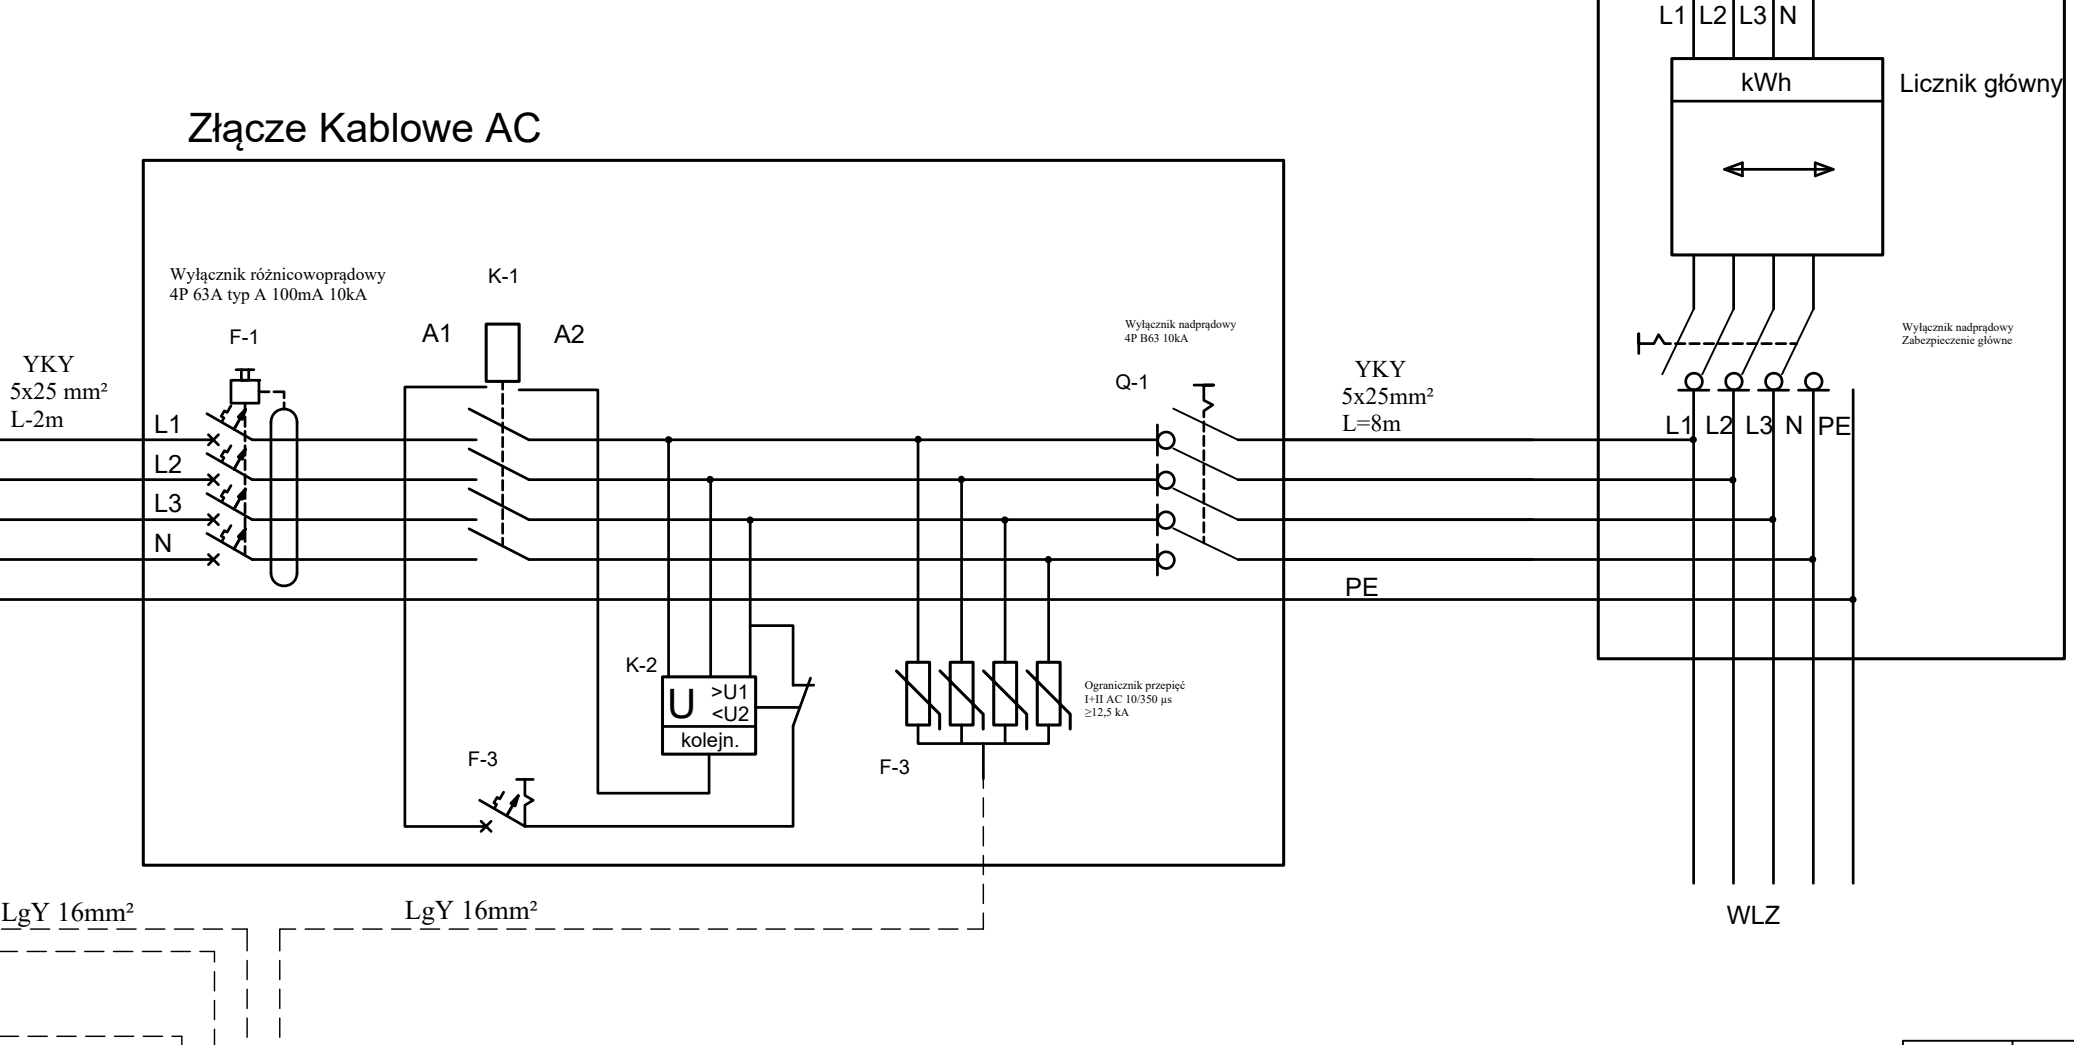 L1 L2 L3 N
kWh
Licznik główny
Złącze Kablowe AC
Wyłącznik różnicowoprądowy
4P 63A typ A 100mA 10kA
K-1
F-1
A1
A2
Wyłącznik nadprądowy
4P B63 10kA
Wyłącznik nadprądowy
Zabezpieczenie główne
YKY
5x25 mm²
L-2m
Q-1
YKY
5x25mm²
L=8m
L1
L2
L3
N
L1 L2 L3 N PE
PE
K-2
U
>U1
<U2
kolejn.
Ogranicznik przepięć
I+II AC 10/350 µs
≥12,5 kA
F-3
F-3
LgY 16mm²
LgY 16mm²
WLZ